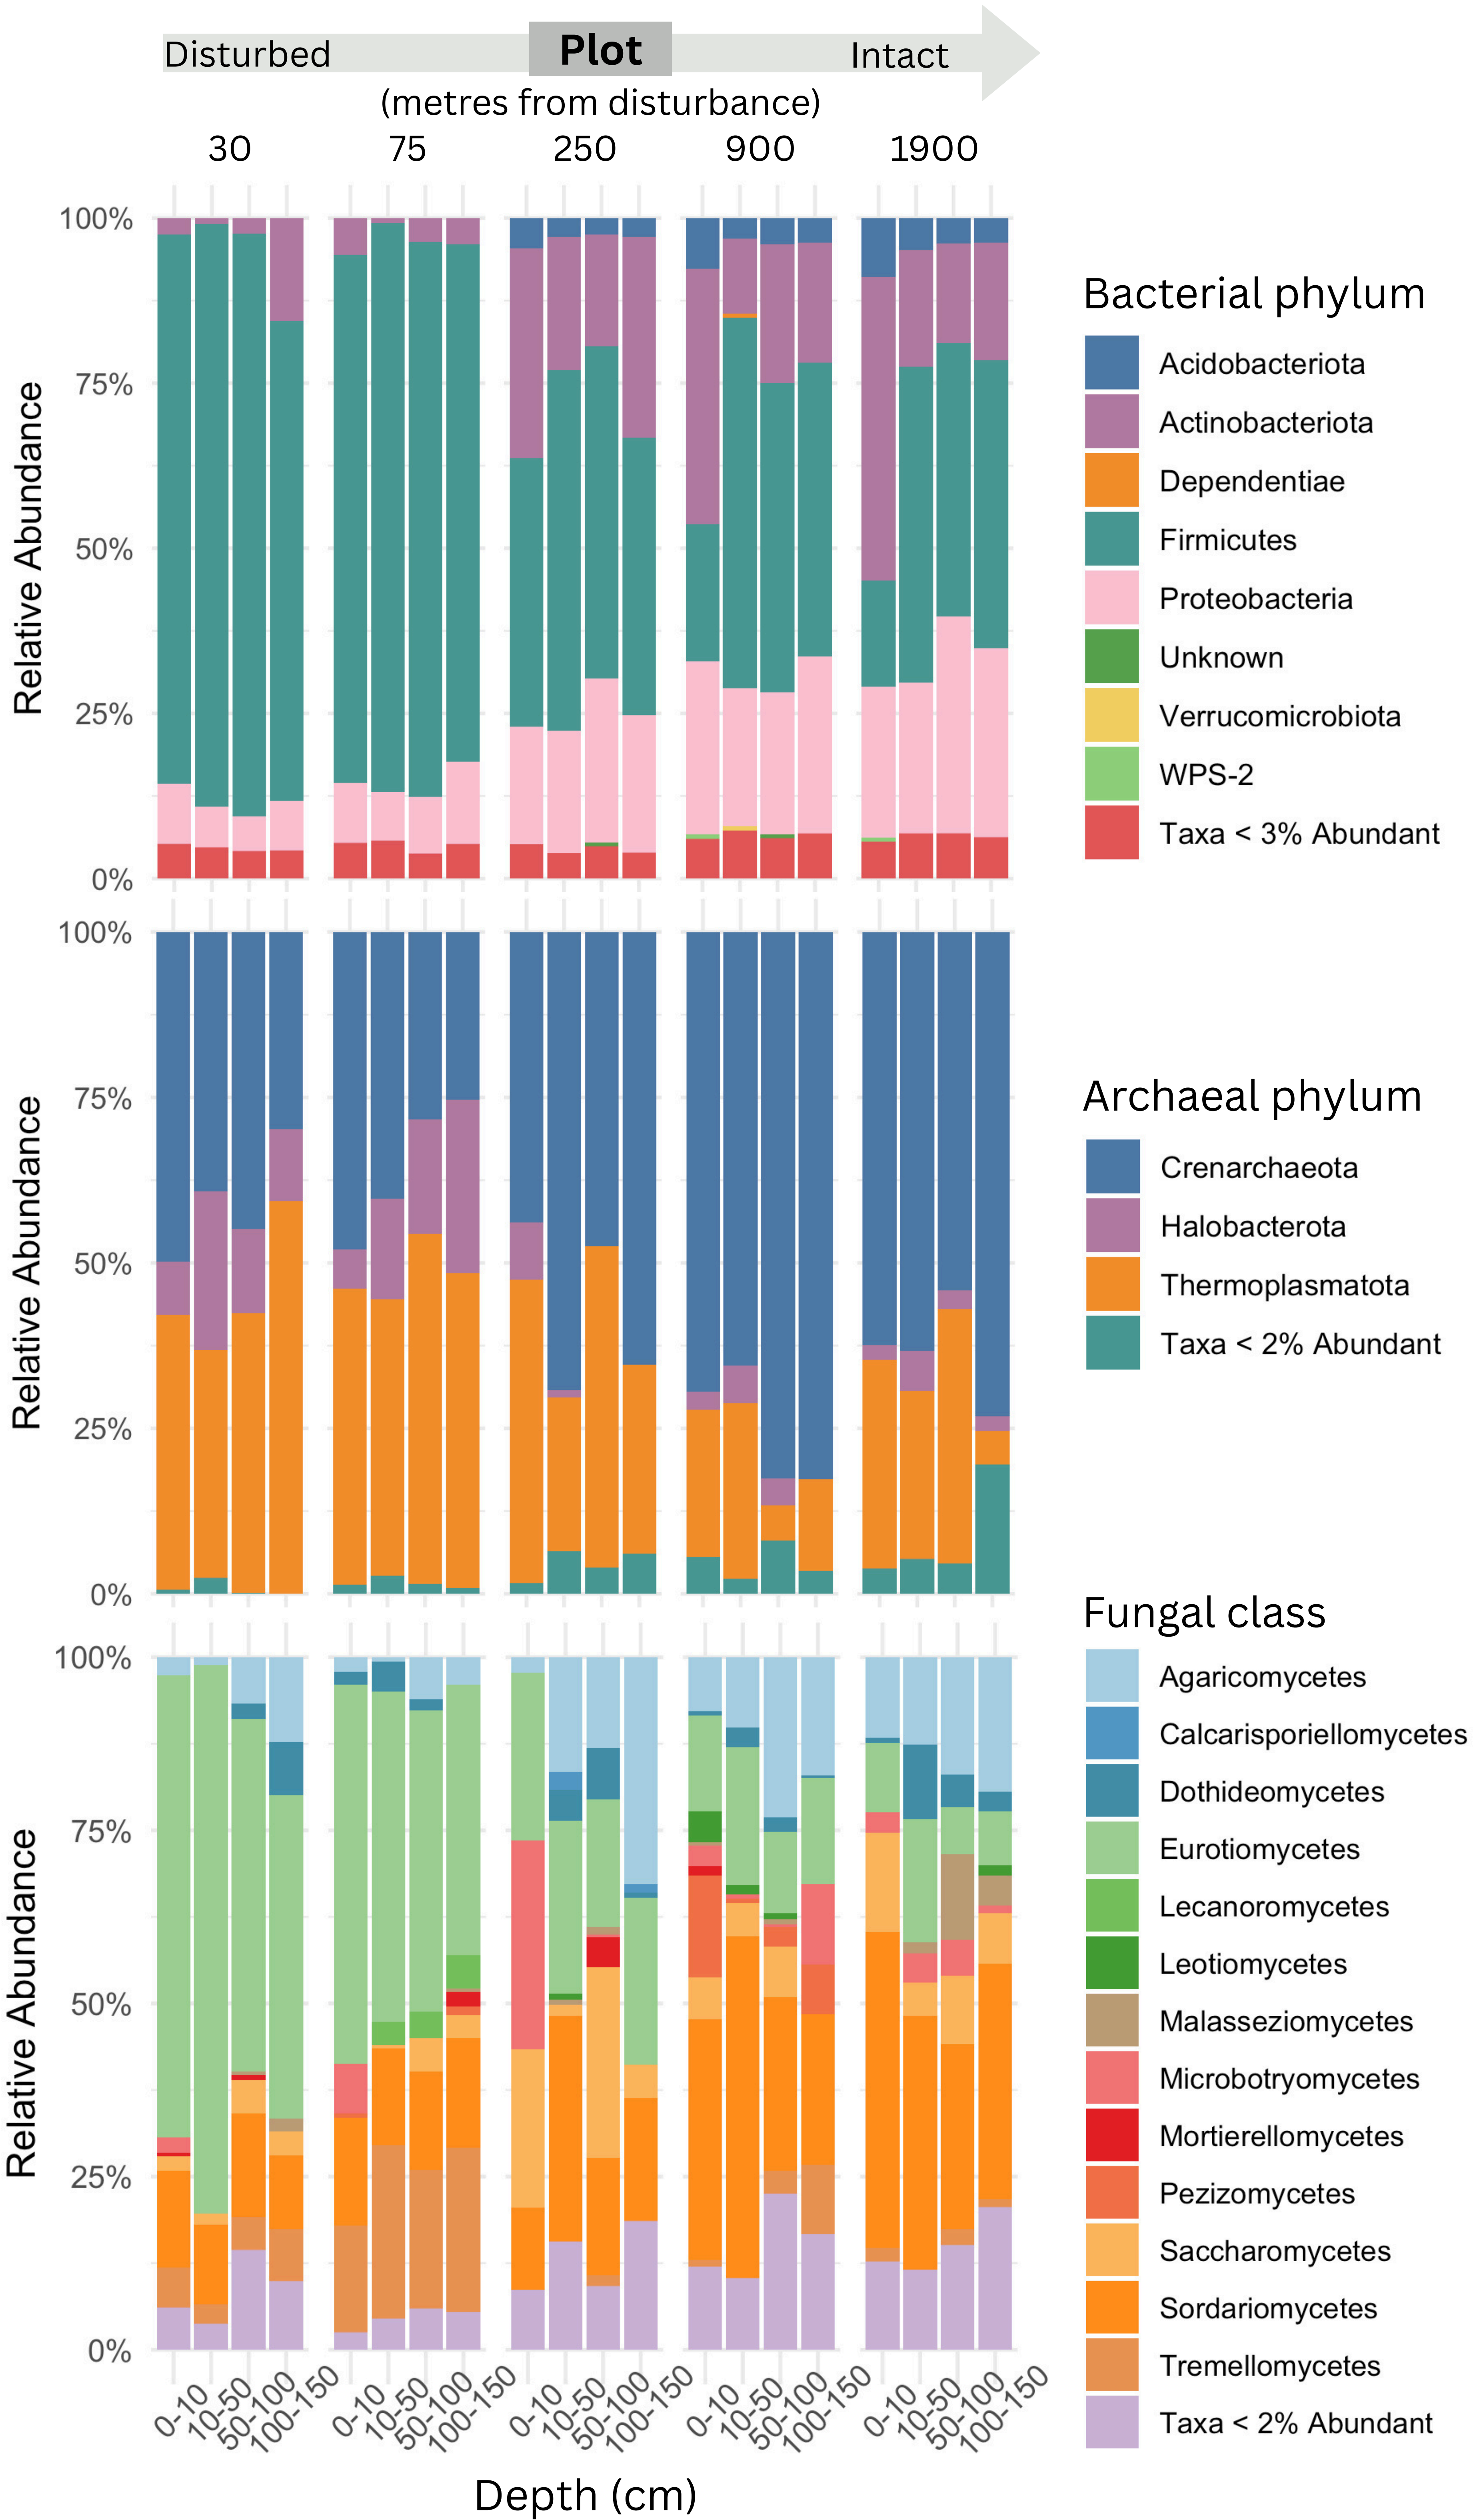 Disturbed Plot Intact
(metres from disturbance)
30 75 250 900 1900
Relative Abundance
100%
75%
50%
25%
0%
Bacterial phylum
Acidobacteriota
Actinobacteriota
Dependentiae
Firmicutes
Proteobacteria
Unknown
Verrucomicrobiota
WPS-2
Taxa < 3% Abundant
Relative Abundance
100%
75%
50%
25%
0%
Archaeal phylum
Crenarchaeota
Halobacterota
Thermoplasmatota
Taxa < 2% Abundant
Relative Abundance
100%
75%
50%
25%
0%
Fungal class
Agaricomycetes
Calcarisporiellomycetes
Dothideomycetes
Eurotiomycetes
Lecanoromycetes
Leotiomycetes
Malasseziomycetes
Microbotryomycetes
Mortierellomycetes
Pezizomycetes
Saccharomycetes
Sordariomycetes
Tremellomycetes
Taxa < 2% Abundant
0-10 10-50 50-100 100-150 0-10 10-50 50-100 100-150 0-10 10-50 50-100 100-150 0-10 10-50 50-100 100-150 0-10 10-50 50-100 100-150
Depth (cm)